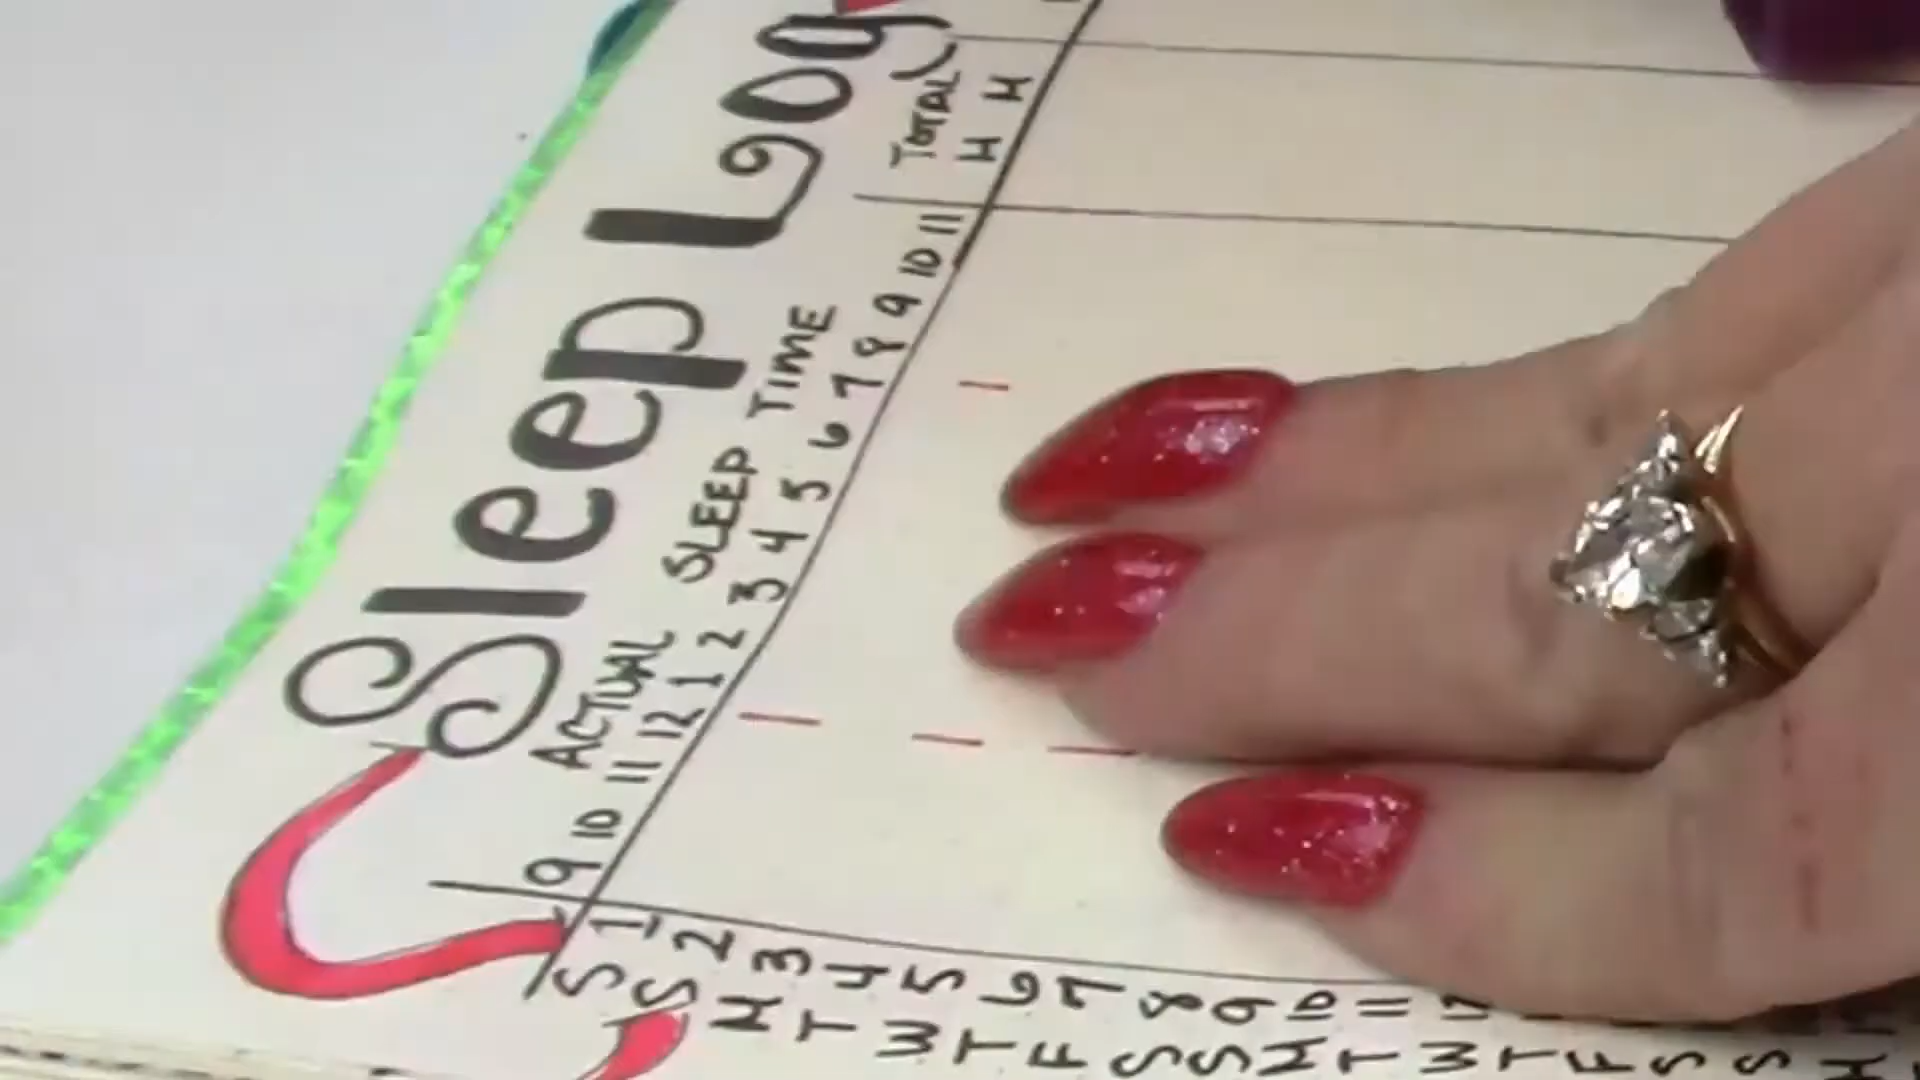 Sleep Log
ACTUAL SLEEP TIME
TOTAL
9 10 11 12 1 2 3 4 5 6 7 8 9 10 11
H M
1 2 3 4 5 6 7 8 9 10 11 12
S S M T W T F S S M T W T F S S M